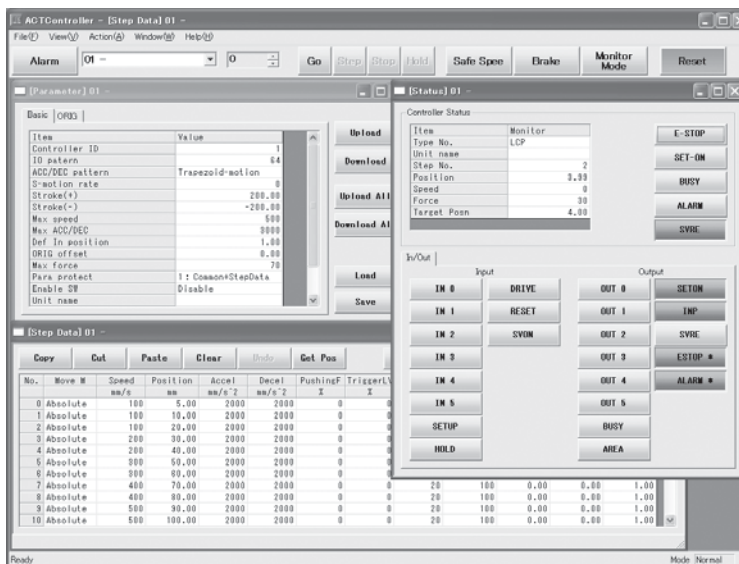 ACTController - [Step Data] 01 -
File(F) View(V) Action(A) Window(W) Help(H)
Alarm 01 - 0 Go Step Stop Hold Safe Spee Brake Monitor Mode Reset
[Parameter] 01 -
Basic ORIG
Item Value
Controller ID 1
IO patern 64
ACC/DEC pattern Trapezoid-motion
S-motion rate 0
Stroke(+) 200.00
Stroke(-) -200.00
Max speed 500
Max ACC/DEC 3000
Def In position 1.00
ORIG offset 0.00
Max force 70
Para protect 1: Common+StepData
Enable SW Disable
Unit name
Upload
Download
Upload All
Download Al
Load
Save
[Status] 01 -
Controller Status
Item Monitor
Type No. LCP
Unit name
Step No. 2
Position 3.99
Speed 0
Force 30
Target Posn 4.00
E-STOP
SET-ON
BUSY
ALARM
SVRE
In/Out
Input Output
IN 0 DRIVE OUT 0 SETON
IN 1 RESET OUT 1 INP
IN 2 SVON OUT 2 SVRE
IN 3 OUT 3 ESTOP *
IN 4 OUT 4 ALARM *
IN 5 OUT 5
SETUP BUSY
HOLD AREA
[Step Data] 01 -
Copy Cut Paste Clear Undo Get Pos
No. Move M Speed Position Accel Decel PushingF TriggerLV
mm/s mm mm/s^2 mm/s^2 % %
0 Absolute 100 5.00 2000 2000 0 0
1 Absolute 100 10.00 2000 2000 0 0
2 Absolute 100 20.00 2000 2000 0 0
3 Absolute 200 30.00 2000 2000 0 0
4 Absolute 200 40.00 2000 2000 0 0
5 Absolute 300 50.00 2000 2000 0 0
6 Absolute 300 60.00 2000 2000 0 0
7 Absolute 400 70.00 2000 2000 0 0 20 100 0.00 0.00 1.00
8 Absolute 400 80.00 2000 2000 0 0 20 100 0.00 0.00 1.00
9 Absolute 500 90.00 2000 2000 0 0 20 100 0.00 0.00 1.00
10 Absolute 500 100.00 2000 2000 0 0 20 100 0.00 0.00 1.00
Ready Mode Normal